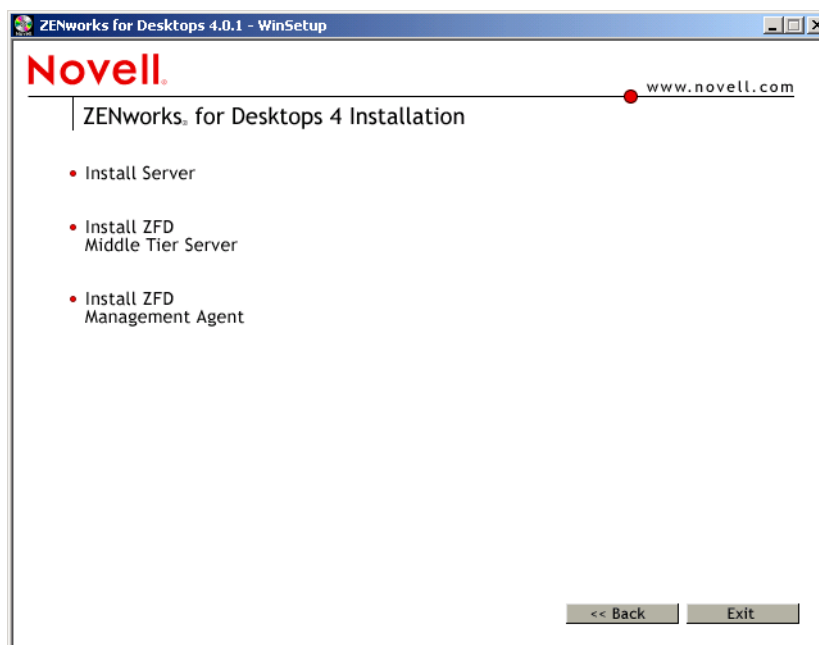 ZENworks for Desktops 4.0.1 - WinSetup
Novell®
www.novell.com
ZENworks® for Desktops 4 Installation
Install Server
Install ZFD
Middle Tier Server
Install ZFD
Management Agent
<< Back
Exit